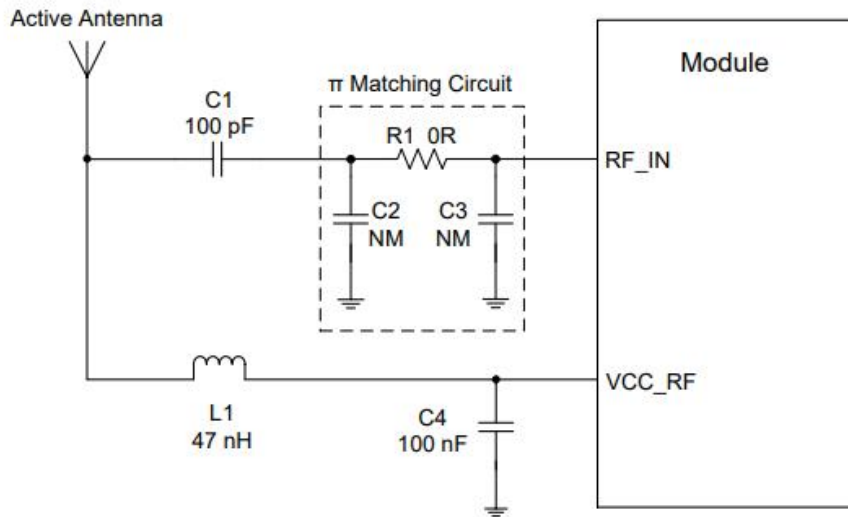 Active Antenna
Module
π Matching Circuit
C1
100 pF
R1 0R
RF_IN
C2
NM
C3
NM
VCC_RF
L1
47 nH
C4
100 nF